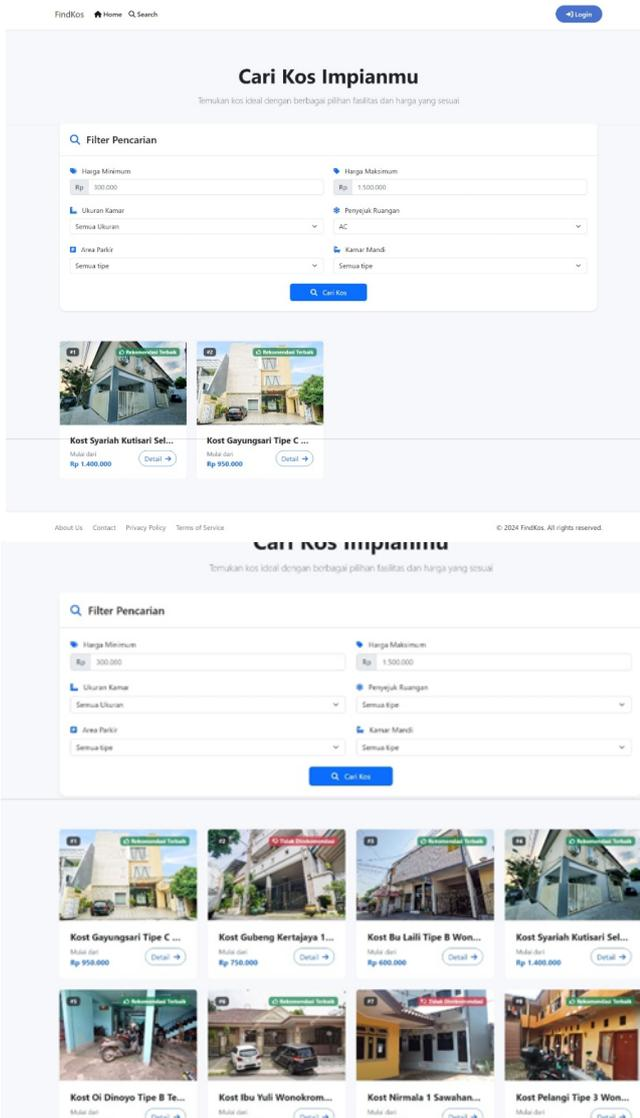 FindKos Home Search Login
Cari Kos Impianmu
Temukan kos ideal dengan berbagai pilihan fasilitas dan harga yang sesuai
Filter Pencarian
Harga Minimum Harga Maksimum
Rp 300.000 Rp 1.500.000
Ukuran Kamar Penyejuk Ruangan
Semua Ukuran AC
Area Parkir Kamar Mandi
Semua tipe Semua tipe
Cari Kos
#1 Rekomendasi Terbaik #2 Rekomendasi Terbaik
Kost Syariah Kutisari Sel... Kost Gayungsari Tipe C ...
Mulai dari Mulai dari
Rp 1.400.000 Detail Rp 950.000 Detail
About Us Contact Privacy Policy Terms of Service © 2024 FindKos. All rights reserved.
Cari Kos Impianmu
Temukan kos ideal dengan berbagai pilihan fasilitas dan harga yang sesuai
Filter Pencarian
Harga Minimum Harga Maksimum
Rp 300.000 Rp 1.500.000
Ukuran Kamar Penyejuk Ruangan
Semua Ukuran Semua tipe
Area Parkir Kamar Mandi
Semua tipe Semua tipe
Cari Kos
#1 Rekomendasi Terbaik #2 Tidak Direkomendasi #3 Rekomendasi Terbaik #4 Rekomendasi Terbaik
Kost Gayungsari Tipe C ... Kost Gubeng Kertajaya 1... Kost Bu Laili Tipe B Won... Kost Syariah Kutisari Sel...
Mulai dari Mulai dari Mulai dari Mulai dari
Rp 950.000 Detail Rp 750.000 Detail Rp 600.000 Detail Rp 1.400.000 Detail
#5 Rekomendasi Terbaik #6 Rekomendasi Terbaik #7 Tidak Direkomendasi #8 Rekomendasi Terbaik
Kost Oi Dinoyo Tipe B Te... Kost Ibu Yuli Wonokrom... Kost Nirmala 1 Sawahan... Kost Pelangi Tipe 3 Won...
Mulai dari Detail Mulai dari Detail Mulai dari Detail Mulai dari Detail